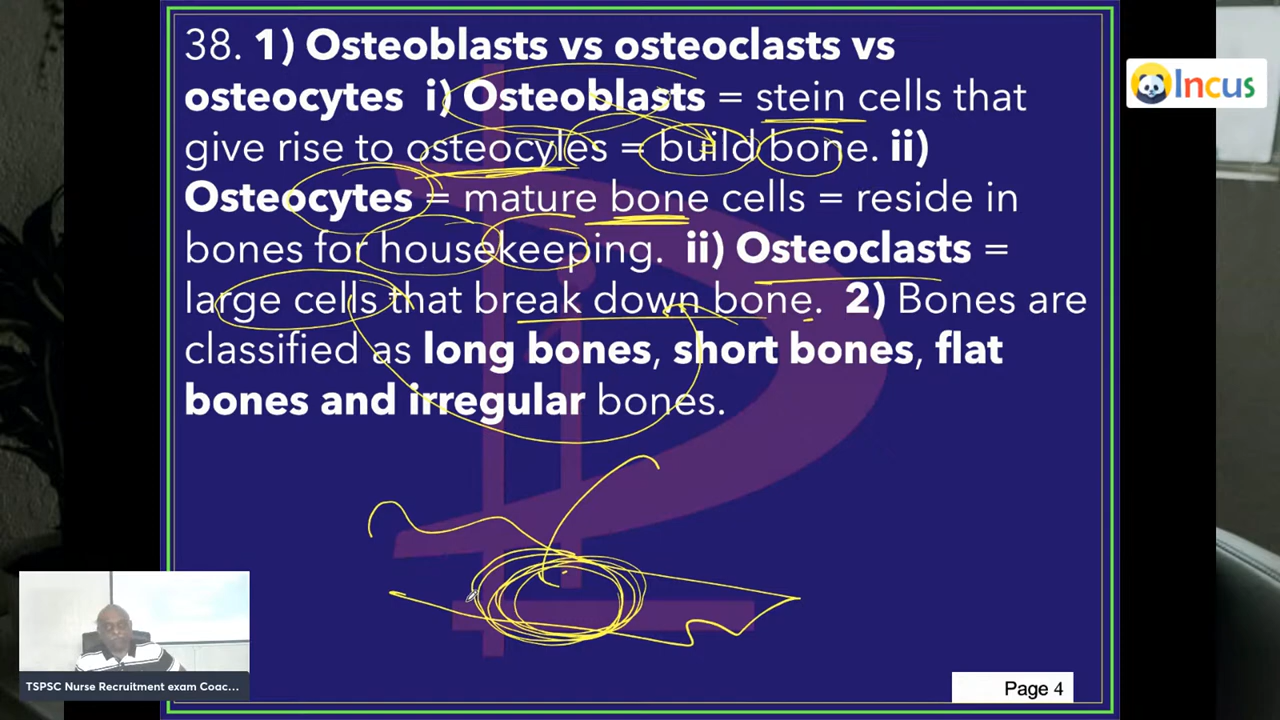 38. 1) Osteoblasts vs osteoclasts vs
osteocytes i) Osteoblasts = stein cells that
give rise to osteocyles = build bone. ii)
Osteocytes = mature bone cells = reside in
bones for housekeeping. ii) Osteoclasts =
large cells that break down bone. 2) Bones are
classified as long bones, short bones, flat
bones and irregular bones.
Incus
TSPSC Nurse Recruitment exam Coac...
Page 4